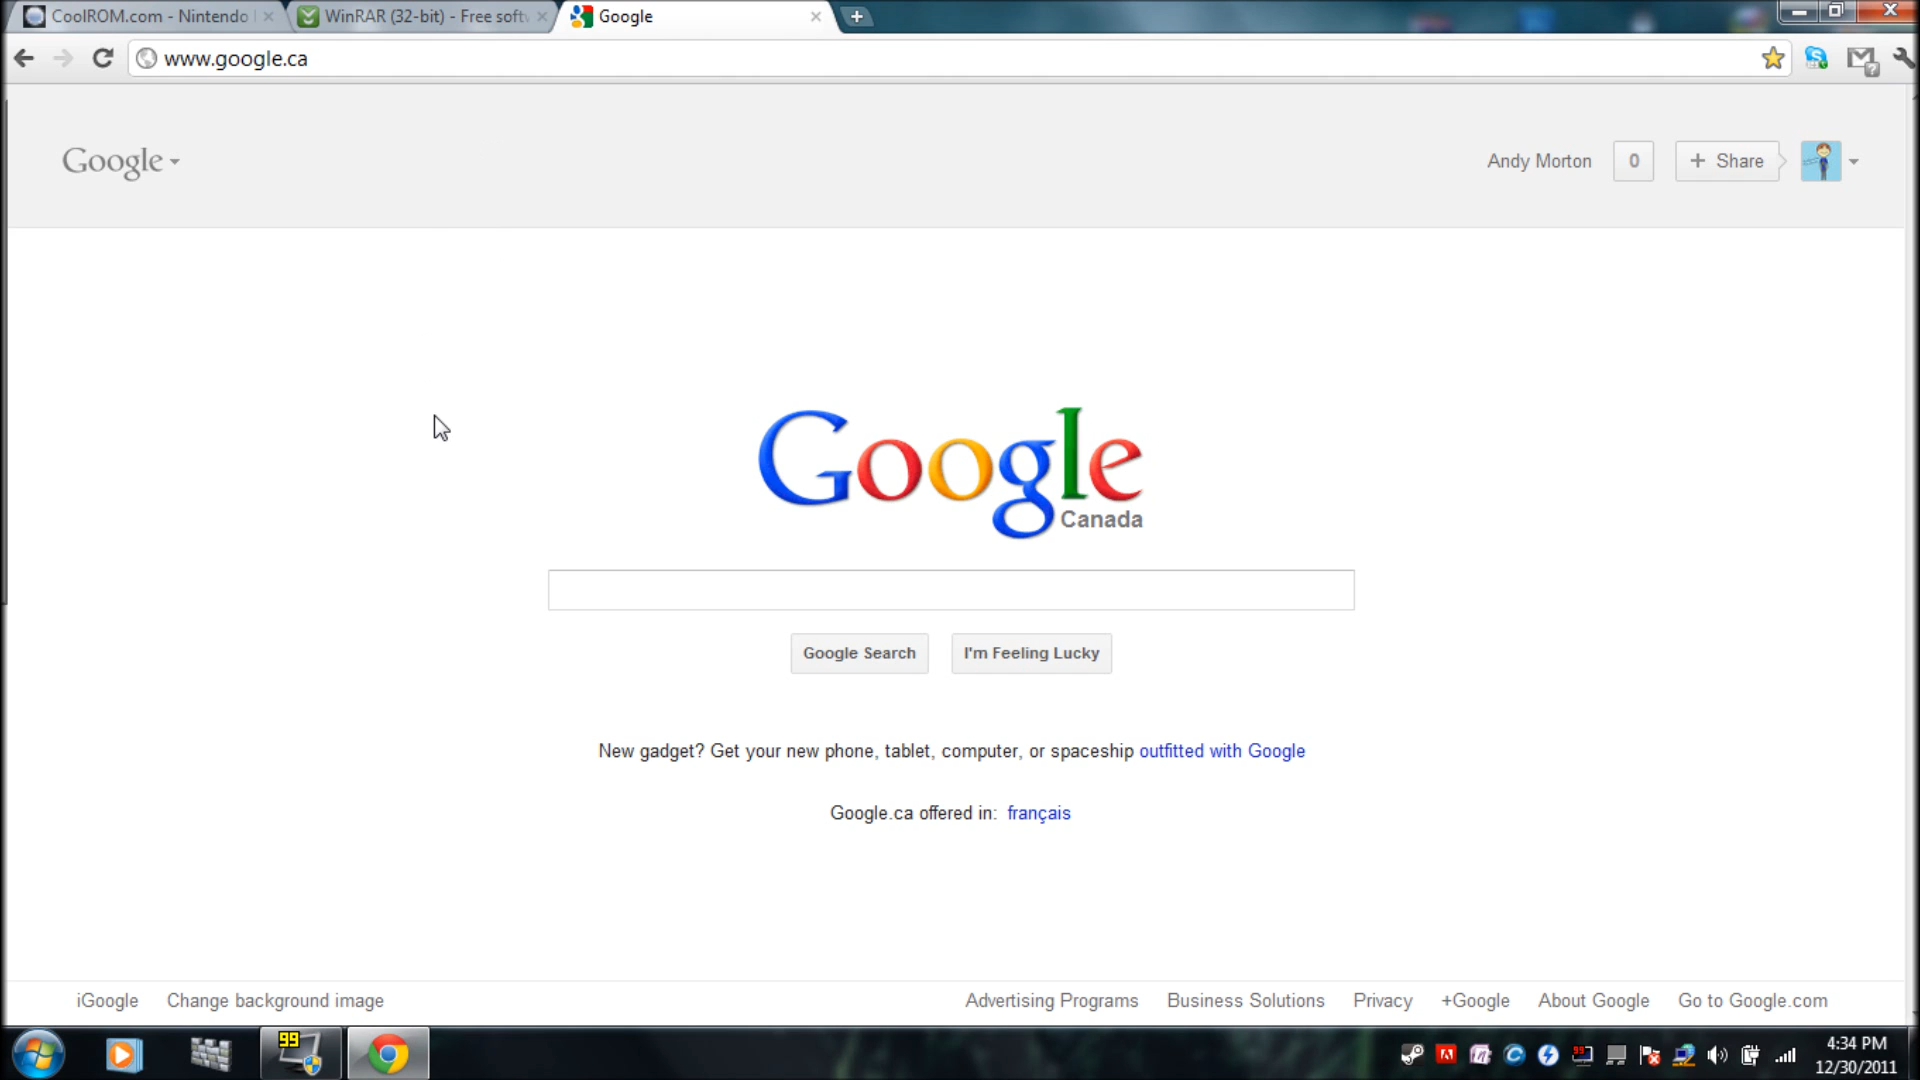 CoolROM.com - Nintendo
WinRAR (32-bit) - Free softw
Google
www.google.ca
Google
Andy Morton
0
+ Share
Google
Canada
Google Search
I'm Feeling Lucky
New gadget? Get your new phone, tablet, computer, or spaceship outfitted with Google
Google.ca offered in: français
iGoogle
Change background image
Advertising Programs
Business Solutions
Privacy
+Google
About Google
Go to Google.com
99
99
4:34 PM
12/30/2011